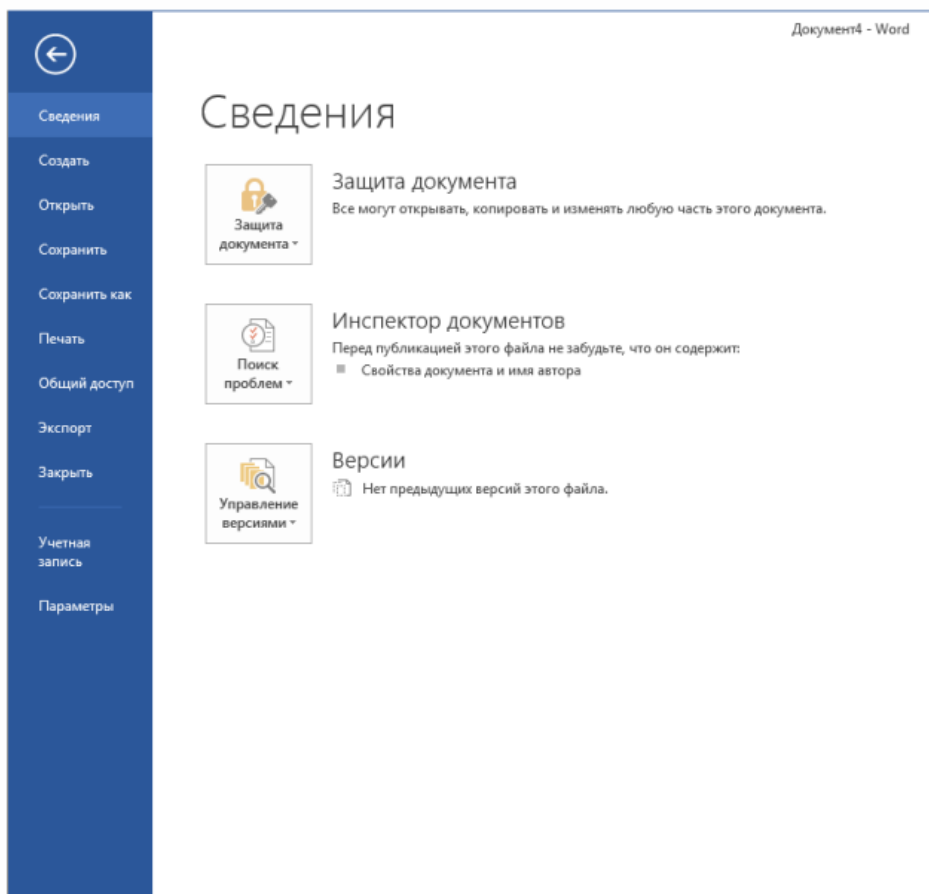 Документ4 - Word
Сведения
Создать
Открыть
Сохранить
Сохранить как
Печать
Общий доступ
Экспорт
Закрыть
Учетная
запись
Параметры
Сведения
Защита
документа
Защита документа
Все могут открывать, копировать и изменять любую часть этого документа.
Поиск
проблем
Инспектор документов
Перед публикацией этого файла не забудьте, что он содержит:
Свойства документа и имя автора
Управление
версиями
Версии
Нет предыдущих версий этого файла.